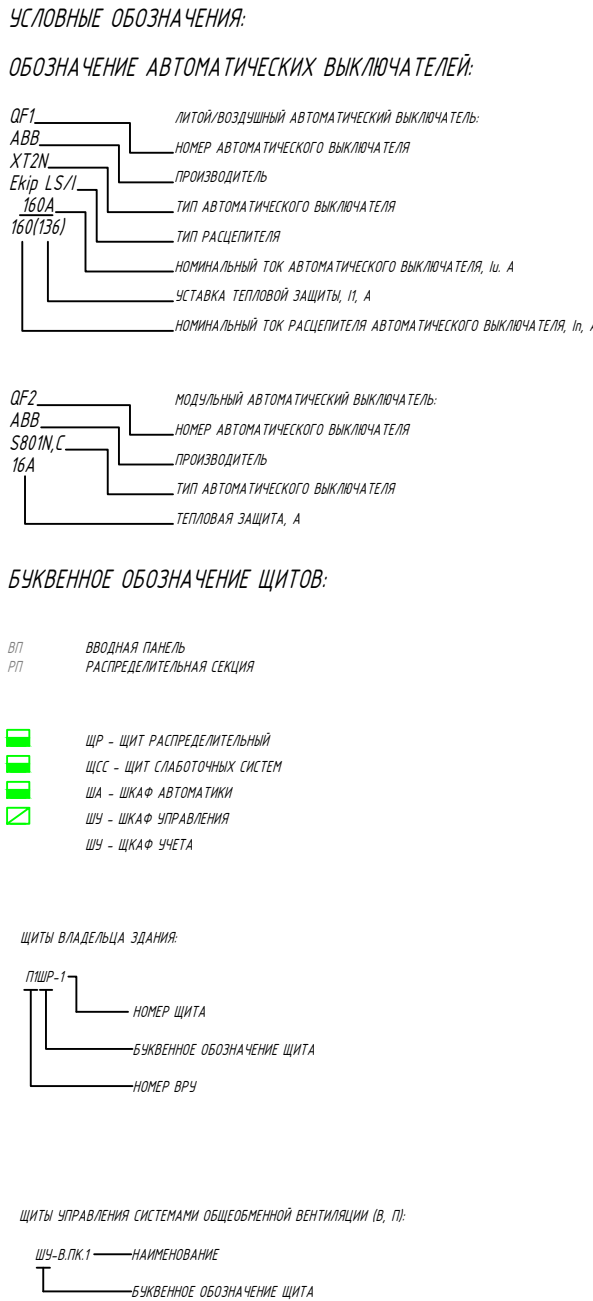 УСЛОВНЫЕ ОБОЗНАЧЕНИЯ:
ОБОЗНАЧЕНИЕ АВТОМАТИЧЕСКИХ ВЫКЛЮЧАТЕЛЕЙ:
QF1
ABB
XT2N
Ekip LS/I
160A
160(136)
ЛИТОЙ/ВОЗДУШНЫЙ АВТОМАТИЧЕСКИЙ ВЫКЛЮЧАТЕЛЬ:
НОМЕР АВТОМАТИЧЕСКОГО ВЫКЛЮЧАТЕЛЯ
ПРОИЗВОДИТЕЛЬ
ТИП АВТОМАТИЧЕСКОГО ВЫКЛЮЧАТЕЛЯ
ТИП РАСЦЕПИТЕЛЯ
НОМИНАЛЬНЫЙ ТОК АВТОМАТИЧЕСКОГО ВЫКЛЮЧАТЕЛЯ, Iu. A
УСТАВКА ТЕПЛОВОЙ ЗАЩИТЫ, I1, A
НОМИНАЛЬНЫЙ ТОК РАСЦЕПИТЕЛЯ АВТОМАТИЧЕСКОГО ВЫКЛЮЧАТЕЛЯ, In, A
QF2
ABB
S801N,C
16A
МОДУЛЬНЫЙ АВТОМАТИЧЕСКИЙ ВЫКЛЮЧАТЕЛЬ:
НОМЕР АВТОМАТИЧЕСКОГО ВЫКЛЮЧАТЕЛЯ
ПРОИЗВОДИТЕЛЬ
ТИП АВТОМАТИЧЕСКОГО ВЫКЛЮЧАТЕЛЯ
ТЕПЛОВАЯ ЗАЩИТА, A
БУКВЕННОЕ ОБОЗНАЧЕНИЕ ЩИТОВ:
ВП ВВОДНАЯ ПАНЕЛЬ
РП РАСПРЕДЕЛИТЕЛЬНАЯ СЕКЦИЯ
ЩР - ЩИТ РАСПРЕДЕЛИТЕЛЬНЫЙ
ЩСС - ЩИТ СЛАБОТОЧНЫХ СИСТЕМ
ША - ШКАФ АВТОМАТИКИ
ШУ - ШКАФ УПРАВЛЕНИЯ
ШУ - ЩКАФ УЧЕТА
ЩИТЫ ВЛАДЕЛЬЦА ЗДАНИЯ:
П1ШР-1
НОМЕР ЩИТА
БУКВЕННОЕ ОБОЗНАЧЕНИЕ ЩИТА
НОМЕР ВРУ
ЩИТЫ УПРАВЛЕНИЯ СИСТЕМАМИ ОБЩЕОБМЕННОЙ ВЕНТИЛЯЦИИ (В, П):
ШУ-В.ПК.1 НАИМЕНОВАНИЕ
БУКВЕННОЕ ОБОЗНАЧЕНИЕ ЩИТА